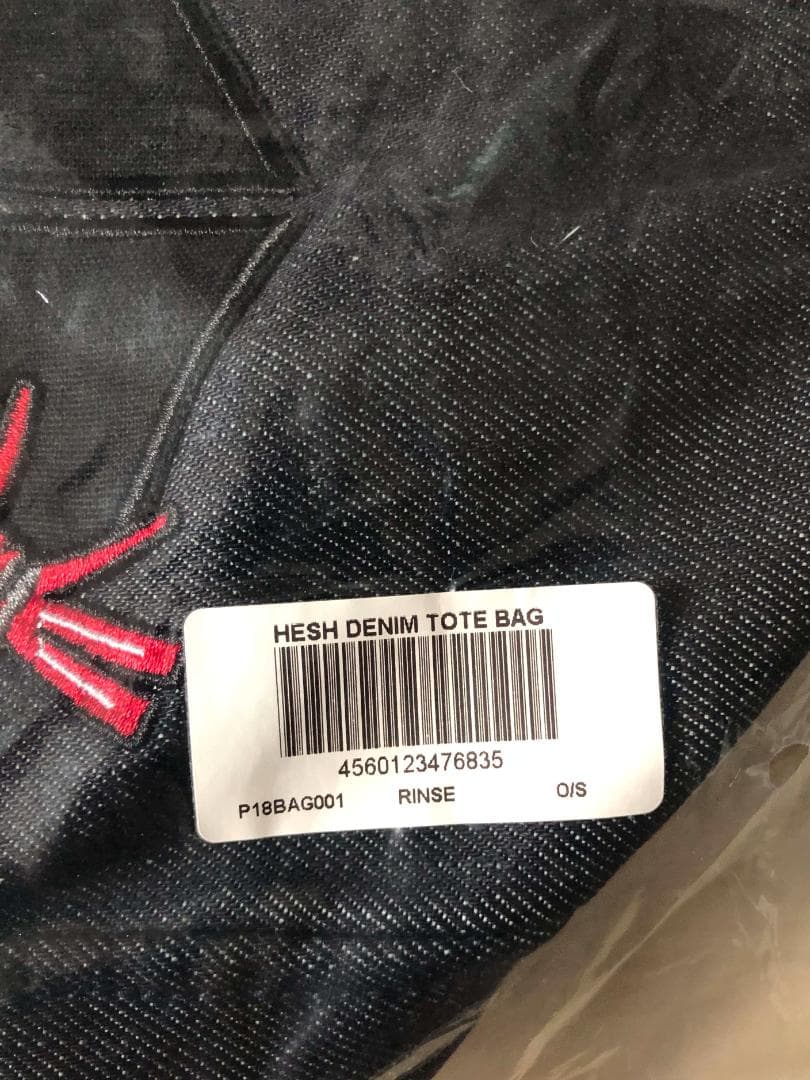 HESH DENIM TOTE BAG
4560123476835
P18BAG001 RINSE O/S